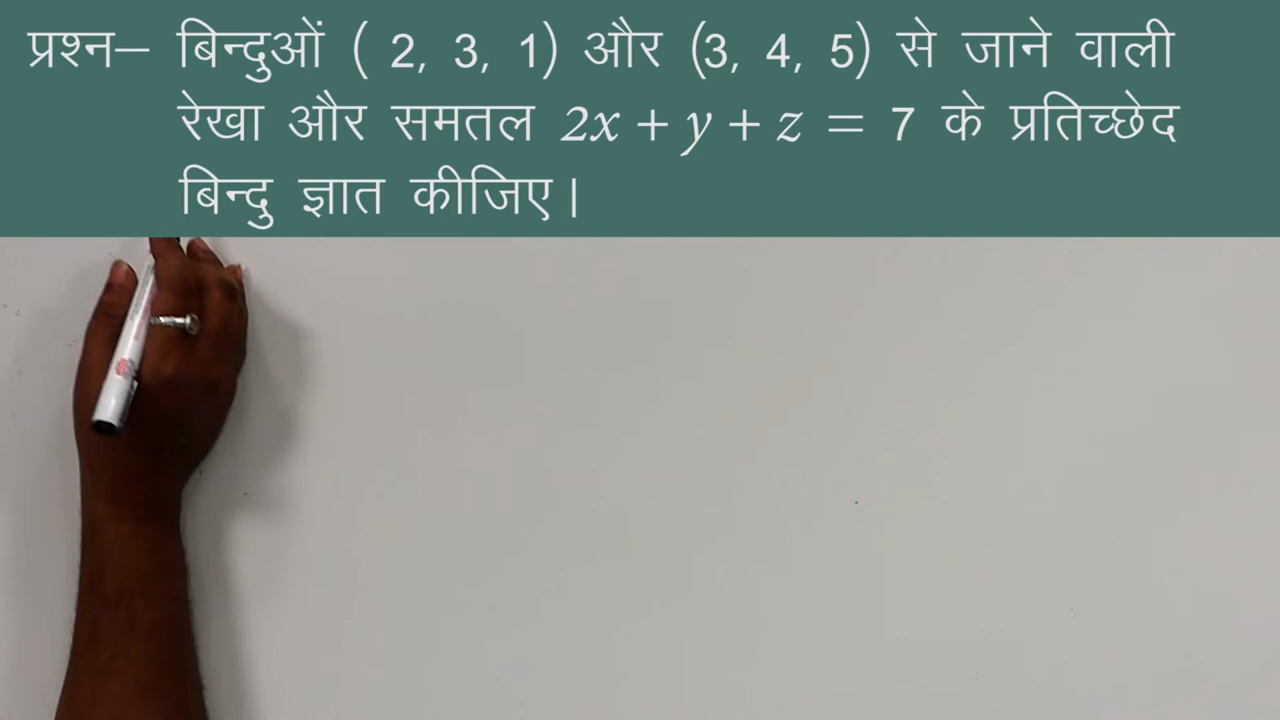 प्रश्न– बिन्दुओं ( 2, 3, 1) और (3, 4, 5) से जाने वाली
रेखा और समतल 2x + y + z = 7 के प्रतिच्छेद
बिन्दु ज्ञात कीजिए।